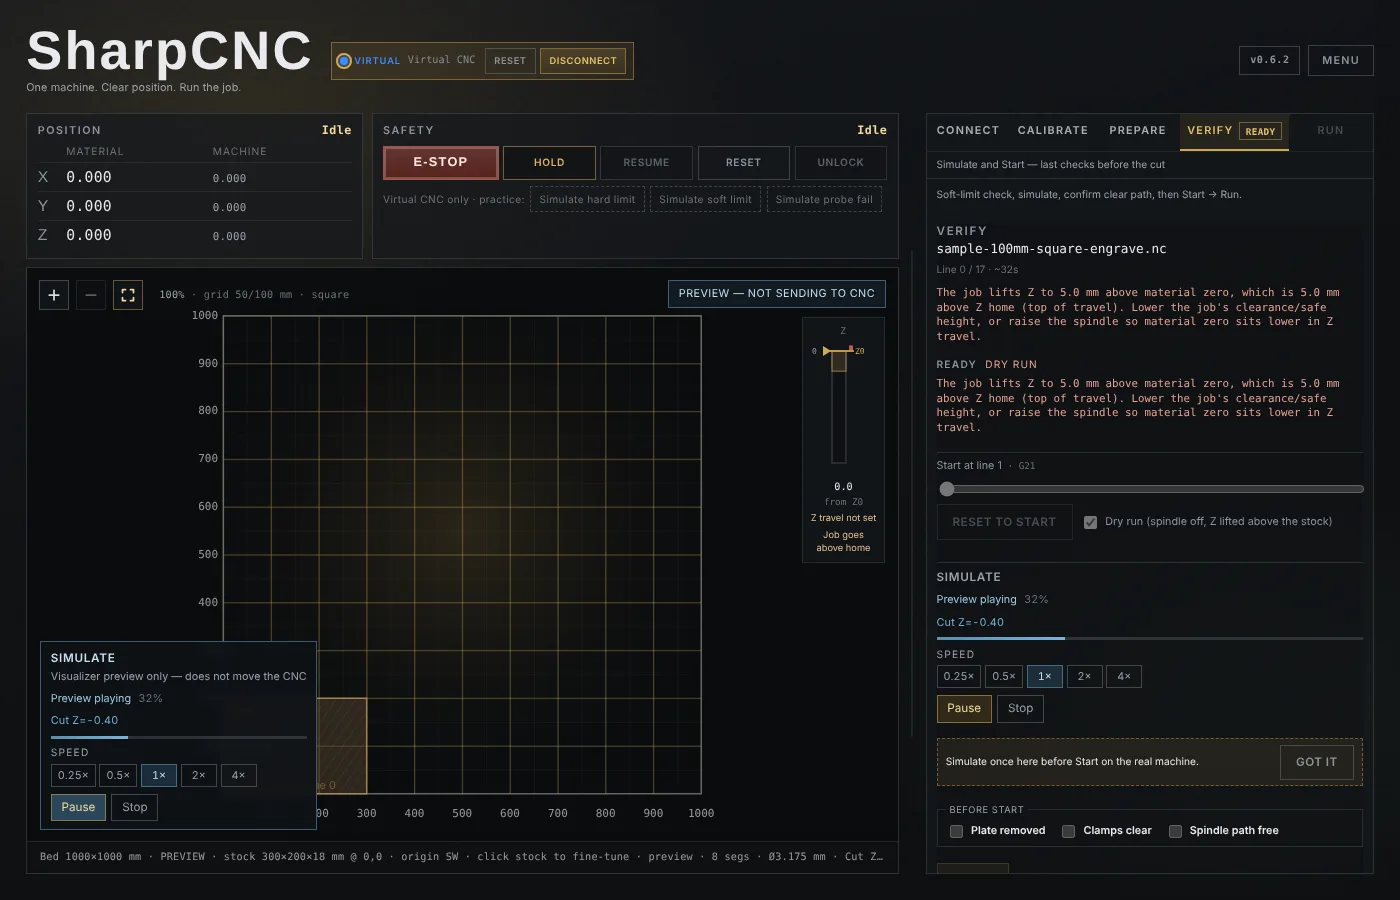 SharpCNC
One machine. Clear position. Run the job.
VIRTUAL Virtual CNC RESET DISCONNECT
v0.6.2 MENU
POSITION Idle
MATERIAL MACHINE
X 0.000 0.000
Y 0.000 0.000
Z 0.000 0.000
SAFETY Idle
E-STOP HOLD RESUME RESET UNLOCK
Virtual CNC only · practice: Simulate hard limit Simulate soft limit Simulate probe fail
+ − 100% · grid 50/100 mm · square
PREVIEW — NOT SENDING TO CNC
1000
900
800
700
600
500
400
300 400 500 600 700 800 900 1000
Z
0 Z0
0.0
from Z0
Z travel not set
Job goes
above home
SIMULATE
Visualizer preview only — does not move the CNC
Preview playing 32%
Cut Z=-0.40
SPEED
0.25× 0.5× 1× 2× 4×
Pause Stop
Bed 1000×1000 mm · PREVIEW · stock 300×200×18 mm @ 0,0 · origin SW · click stock to fine-tune · preview · 8 segs · Ø3.175 mm · Cut Z…
CONNECT CALIBRATE PREPARE VERIFY READY RUN
Simulate and Start — last checks before the cut
Soft-limit check, simulate, confirm clear path, then Start → Run.
VERIFY
sample-100mm-square-engrave.nc
Line 0 / 17 · ~32s
The job lifts Z to 5.0 mm above material zero, which is 5.0 mm
above Z home (top of travel). Lower the job's clearance/safe
height, or raise the spindle so material zero sits lower in Z
travel.
READY DRY RUN
The job lifts Z to 5.0 mm above material zero, which is 5.0 mm
above Z home (top of travel). Lower the job's clearance/safe
height, or raise the spindle so material zero sits lower in Z
travel.
Start at line 1 · G21
RESET TO START Dry run (spindle off, Z lifted above the stock)
SIMULATE
Preview playing 32%
Cut Z=-0.40
SPEED
0.25× 0.5× 1× 2× 4×
Pause Stop
Simulate once here before Start on the real machine. GOT IT
BEFORE START
Plate removed Clamps clear Spindle path free